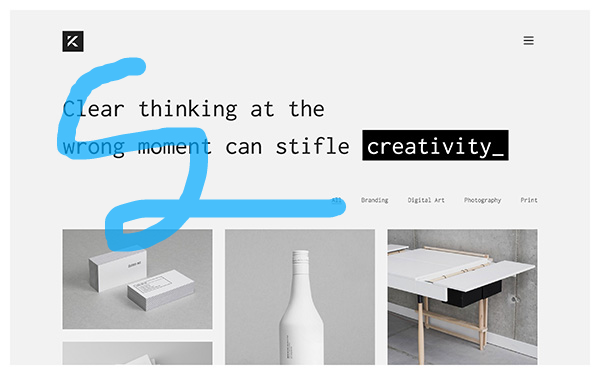 Clear thinking at the
wrong moment can stifle creativity_
All Branding Digital Art Photography Print